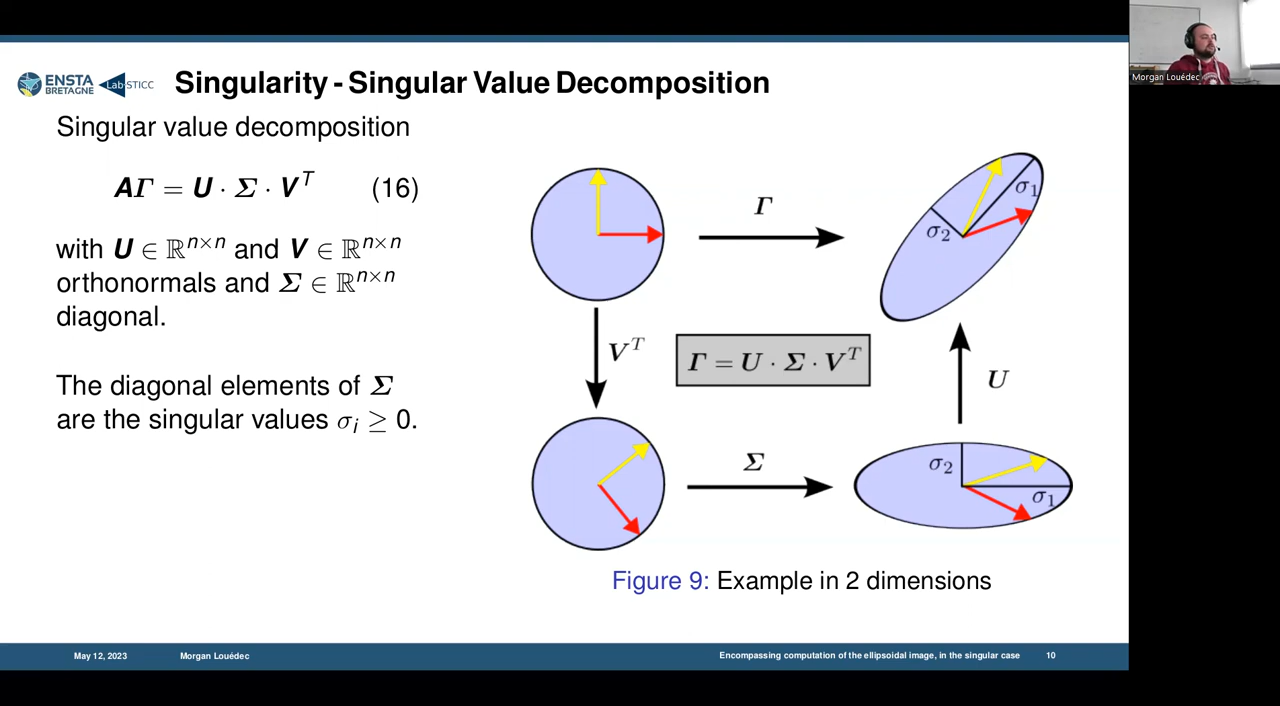 Morgan Louédec
ENSTA
BRETAGNE
Lab-STICC
Singularity - Singular Value Decomposition
Singular value decomposition
AΓ = U · Σ · V^T (16)
with U ∈ ℝ^{n×n} and V ∈ ℝ^{n×n}
orthonormals and Σ ∈ ℝ^{n×n}
diagonal.
The diagonal elements of Σ
are the singular values σ_i ≥ 0.
Γ
σ_1
σ_2
V^T
Γ = U · Σ · V^T
U
Σ
σ_2
σ_1
Figure 9: Example in 2 dimensions
May 12, 2023 Morgan Louédec Encompassing computation of the ellipsoidal image, in the singular case 10